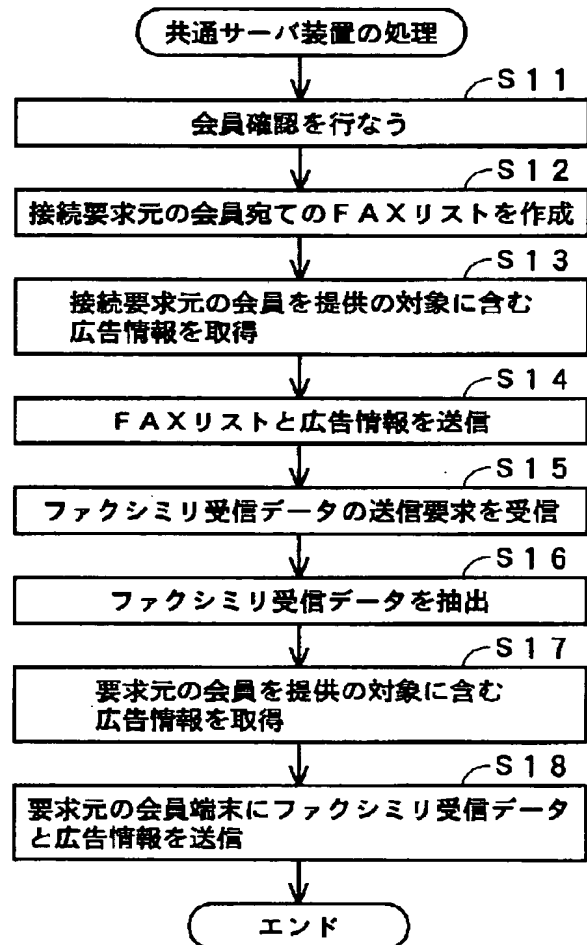 共通サーバ装置の処理
S11
会員確認を行なう
S12
接続要求元の会員宛てのFAXリストを作成
S13
接続要求元の会員を提供の対象に含む
広告情報を取得
S14
FAXリストと広告情報を送信
S15
ファクシミリ受信データの送信要求を受信
S16
ファクシミリ受信データを抽出
S17
要求元の会員を提供の対象に含む
広告情報を取得
S18
要求元の会員端末にファクシミリ受信データ
と広告情報を送信
エンド